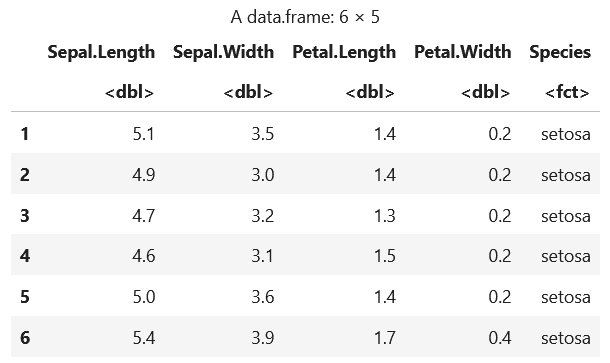 A data.frame: 6 × 5
Sepal.Length Sepal.Width Petal.Length Petal.Width Species
<dbl> <dbl> <dbl> <dbl> <fct>
1 5.1 3.5 1.4 0.2 setosa
2 4.9 3.0 1.4 0.2 setosa
3 4.7 3.2 1.3 0.2 setosa
4 4.6 3.1 1.5 0.2 setosa
5 5.0 3.6 1.4 0.2 setosa
6 5.4 3.9 1.7 0.4 setosa